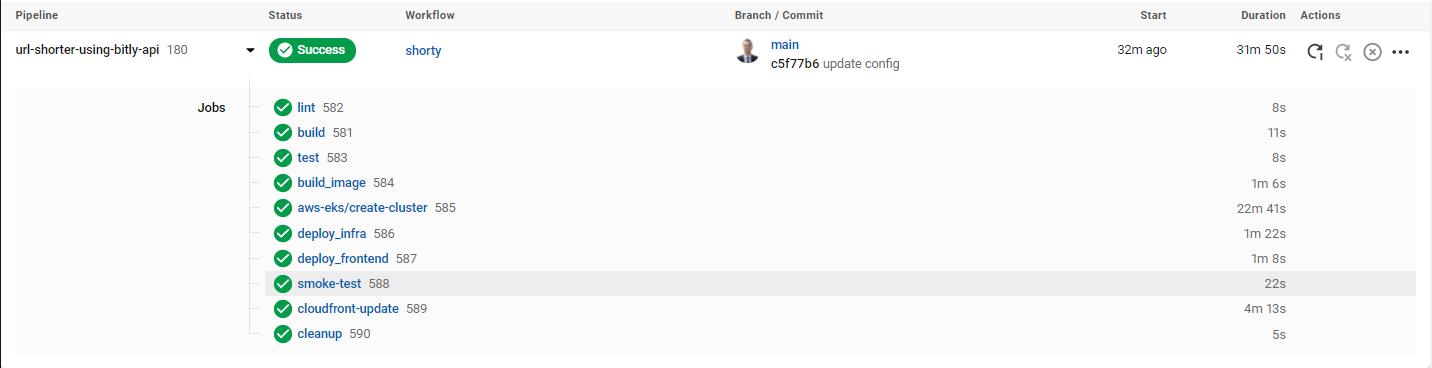 Pipeline Status Workflow Branch / Commit Start Duration Actions
url-shorter-using-bitly-api 180 Success shorty main 32m ago 31m 50s
c5f77b6 update config
Jobs lint 582 8s
build 581 11s
test 583 8s
build_image 584 1m 6s
aws-eks/create-cluster 585 22m 41s
deploy_infra 586 1m 22s
deploy_frontend 587 1m 8s
smoke-test 588 22s
cloudfront-update 589 4m 13s
cleanup 590 5s